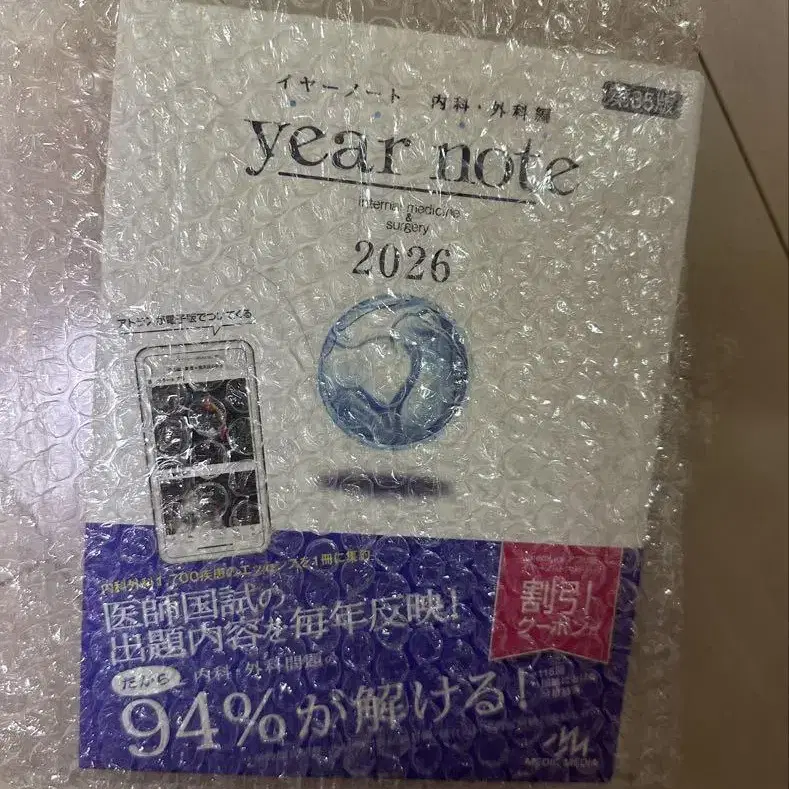 イヤーノート 内科・外科編
第35版
year note
internal medicine
&
surgery
2026
アトラスが電子版でついてくる
内科外科1,700疾患のエッセンスを1冊に集約
医師国試の
出題内容を毎年反映!
だから
内科・外科問題の
94%が解ける!
割引
クーポン
MEDIC MEDIA